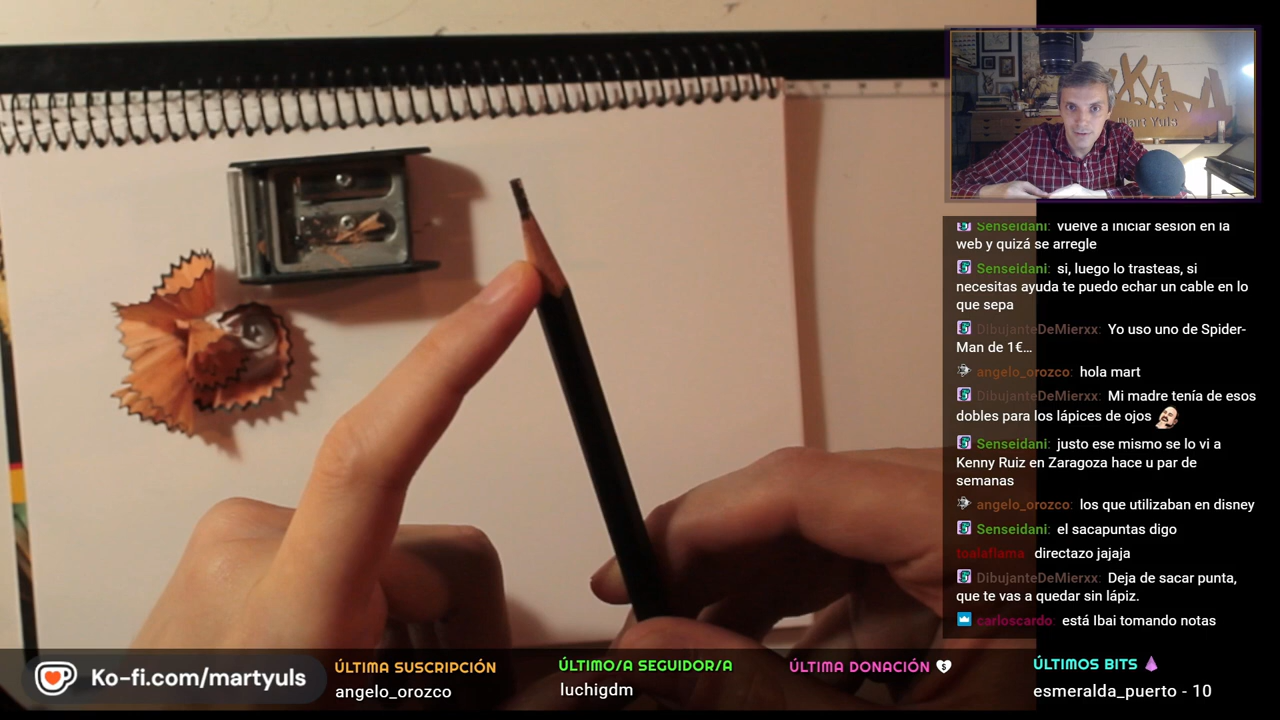 Mart Yuls
Senseidani: vuelve a iniciar sesión en la
web y quizá se arregle
Senseidani: si, luego lo trasteas, si
necesitas ayuda te puedo echar un cable en lo
que sepa
DibujanteDeMierxx: Yo uso uno de Spider-
Man de 1€...
angelo_orozco: hola mart
DibujanteDeMierxx: Mi madre tenía de esos
dobles para los lápices de ojos
Senseidani: justo ese mismo se lo vi a
Kenny Ruiz en Zaragoza hace u par de
semanas
angelo_orozco: los que utilizaban en disney
Senseidani: el sacapuntas digo
toalaflama: directazo jajaja
DibujanteDeMierxx: Deja de sacar punta,
que te vas a quedar sin lápiz.
carloscardo: está Ibai tomando notas
Ko-fi.com/martyuls
ÚLTIMA SUSCRIPCIÓN
angelo_orozco
ÚLTIMO/A SEGUIDOR/A
luchigdm
ÚLTIMA DONACIÓN
ÚLTIMOS BITS
esmeralda_puerto - 10